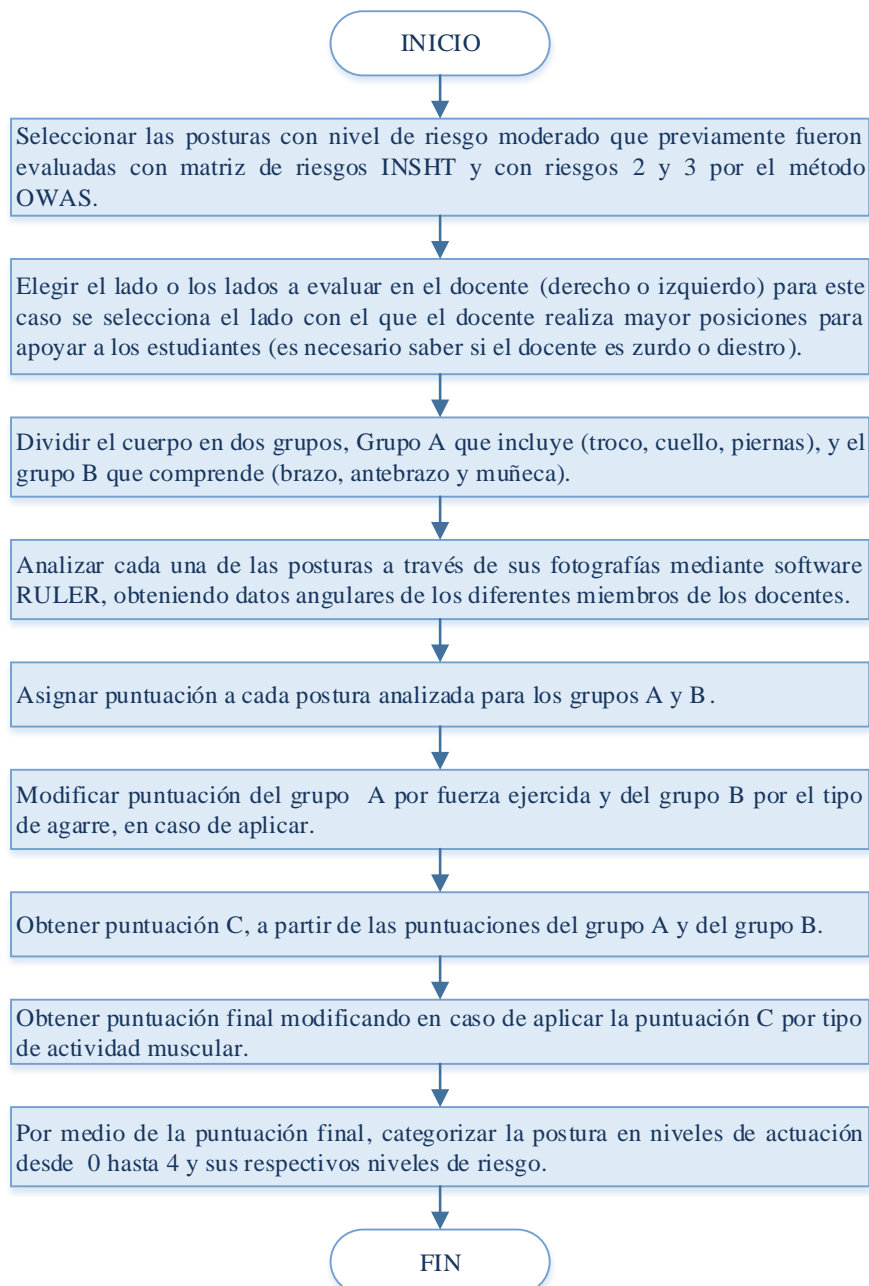 INICIO
Seleccionar las posturas con nivel de riesgo moderado que previamente fueron
evaluadas con matriz de riesgos INSHT y con riesgos 2 y 3 por el método
OWAS.
Elegir el lado o los lados a evaluar en el docente (derecho o izquierdo) para este
caso se selecciona el lado con el que el docente realiza mayor posiciones para
apoyar a los estudiantes (es necesario saber si el docente es zurdo o diestro).
Dividir el cuerpo en dos grupos, Grupo A que incluye (troco, cuello, piernas), y el
grupo B que comprende (brazo, antebrazo y muñeca).
Analizar cada una de las posturas a través de sus fotografías mediante software
RULER, obteniendo datos angulares de los diferentes miembros de los docentes.
Asignar puntuación a cada postura analizada para los grupos A y B.
Modificar puntuación del grupo A por fuerza ejercida y del grupo B por el tipo
de agarre, en caso de aplicar.
Obtener puntuación C, a partir de las puntuaciones del grupo A y del grupo B.
Obtener puntuación final modificando en caso de aplicar la puntuación C por tipo
de actividad muscular.
Por medio de la puntuación final, categorizar la postura en niveles de actuación
desde 0 hasta 4 y sus respectivos niveles de riesgo.
FIN